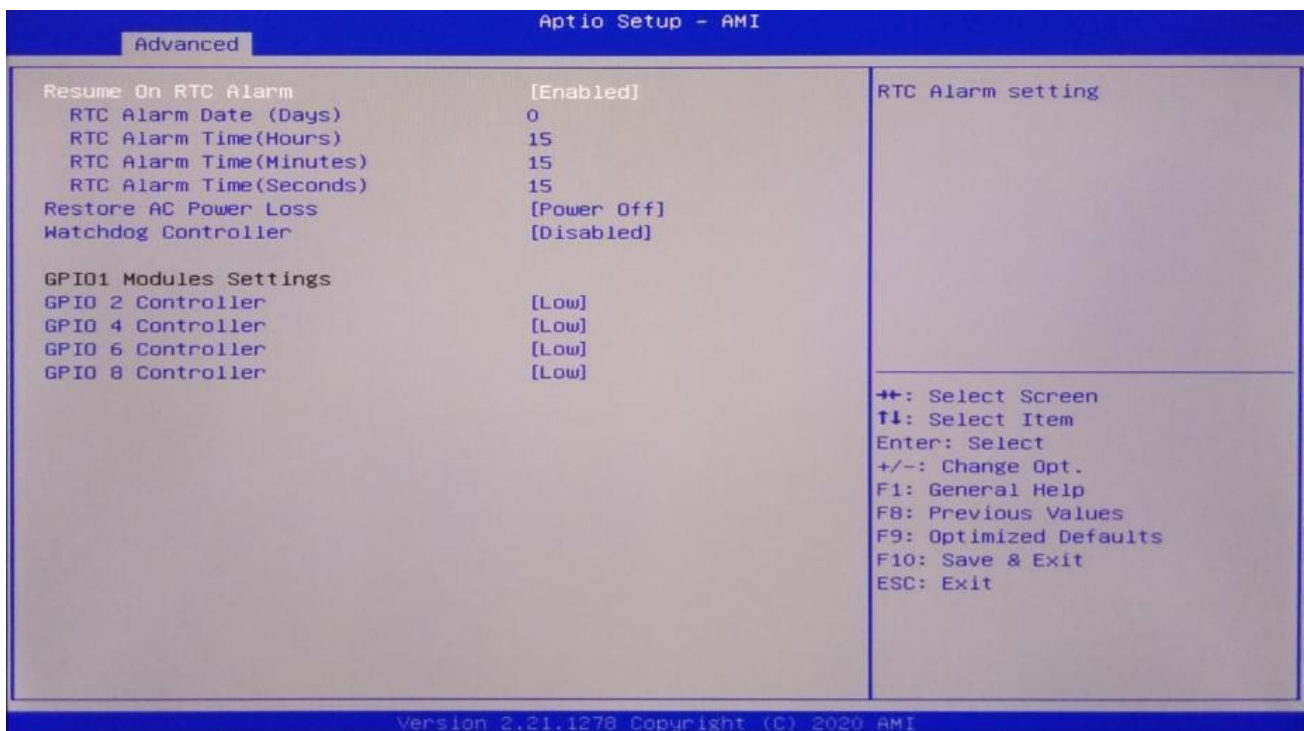 Aptio Setup - AMI
Advanced
Resume On RTC Alarm [Enabled]
RTC Alarm Date (Days) 0
RTC Alarm Time(Hours) 15
RTC Alarm Time(Minutes) 15
RTC Alarm Time(Seconds) 15
Restore AC Power Loss [Power Off]
Watchdog Controller [Disabled]
GPIO1 Modules Settings
GPIO 2 Controller [Low]
GPIO 4 Controller [Low]
GPIO 6 Controller [Low]
GPIO 8 Controller [Low]
RTC Alarm setting
→←: Select Screen
↑↓: Select Item
Enter: Select
+/-: Change Opt.
F1: General Help
F8: Previous Values
F9: Optimized Defaults
F10: Save & Exit
ESC: Exit
Version 2.21.1278 Copyright (C) 2020 AMI